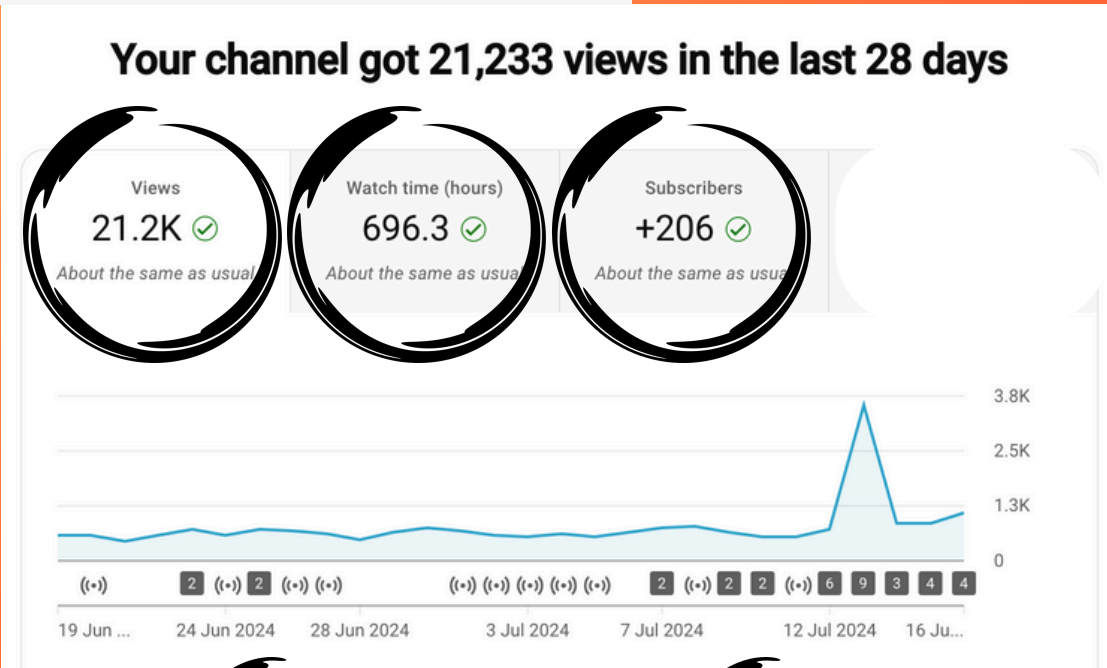 Your channel got 21,233 views in the last 28 days
Views
21.2K
About the same as usual
Watch time (hours)
696.3
About the same as usual
Subscribers
+206
About the same as usua
3.8K
2.5K
1.3K
0
2 2 2 2 2 6 9 3 4 4
19 Jun ... 24 Jun 2024 28 Jun 2024 3 Jul 2024 7 Jul 2024 12 Jul 2024 16 Ju...